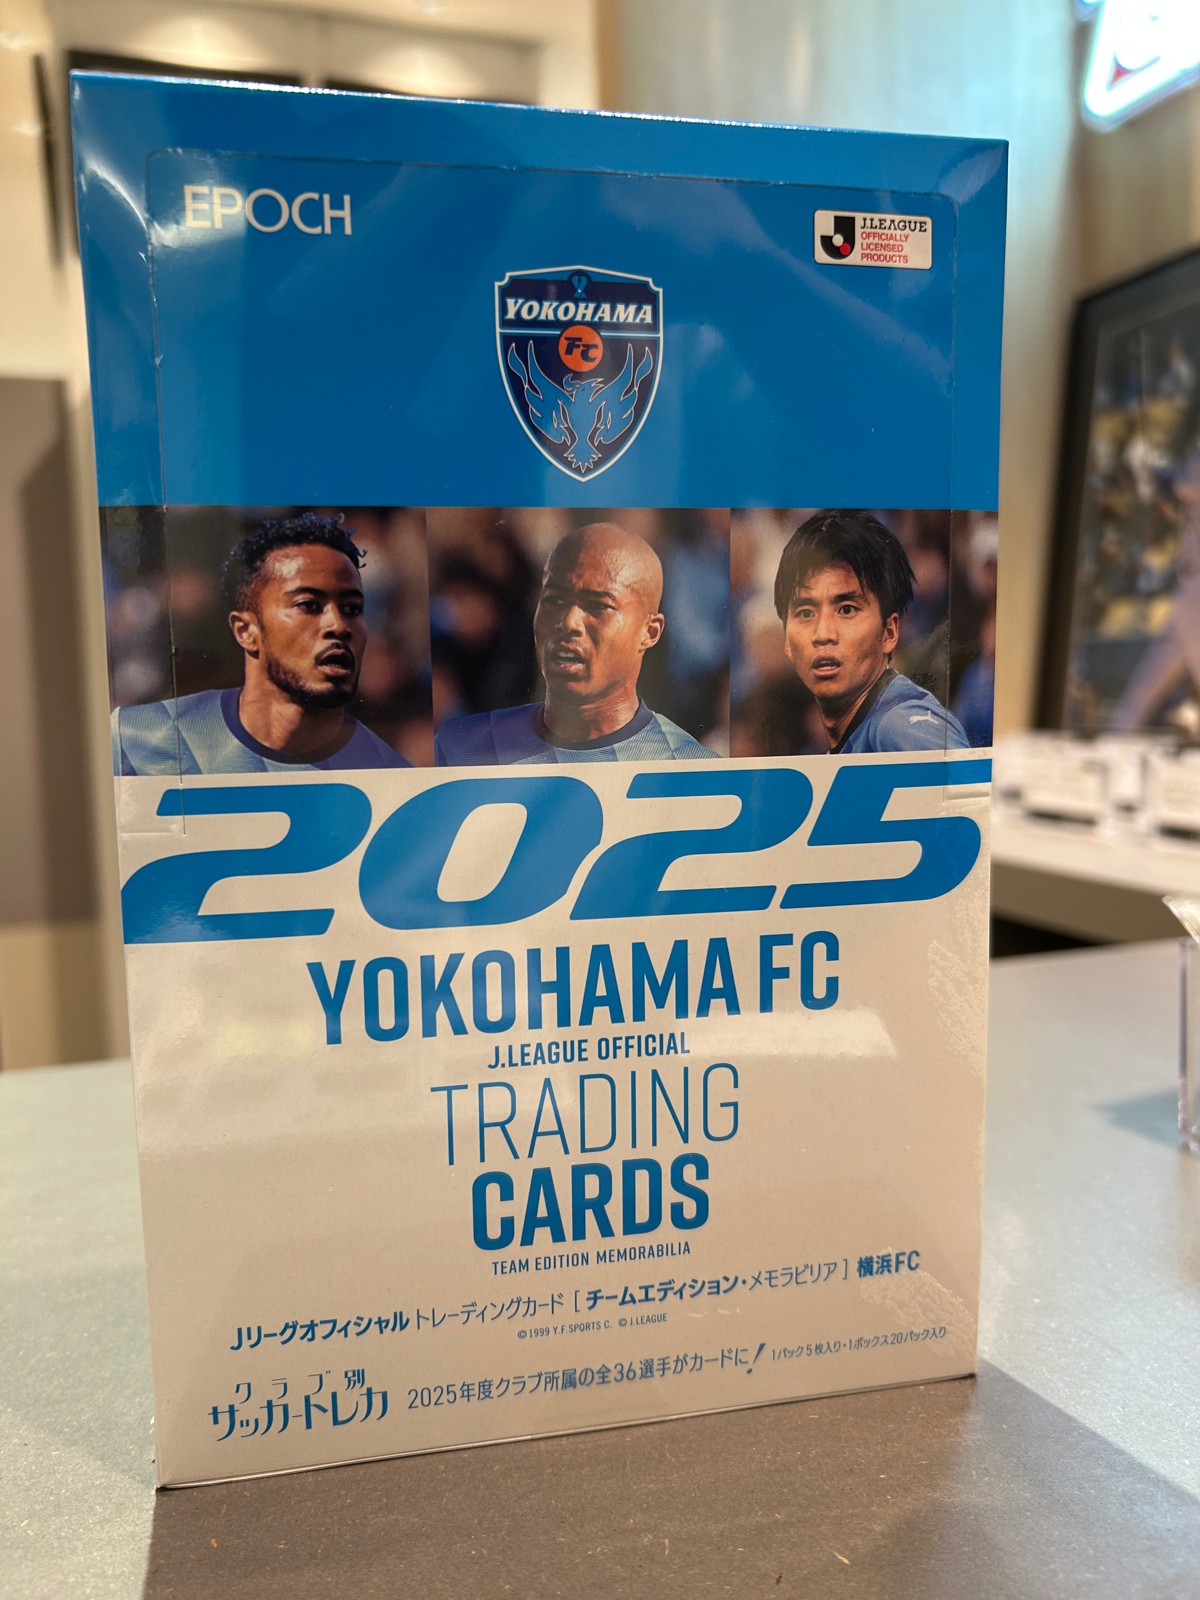 EPOCH
J.LEAGUE
OFFICIALLY
LICENSED
PRODUCTS
YOKOHAMA
FC
2025
YOKOHAMA FC
J.LEAGUE OFFICIAL
TRADING
CARDS
TEAM EDITION MEMORABILIA
Jリーグオフィシャルトレーディングカード [チームエディション・メモラビリア] 横浜FC
©1999 Y.F.SPORTS C. ©J.LEAGUE
クラブ別
サッカートレカ
2025年度クラブ所属の全36選手がカードに! 1パック5枚入り・1ボックス20パック入り